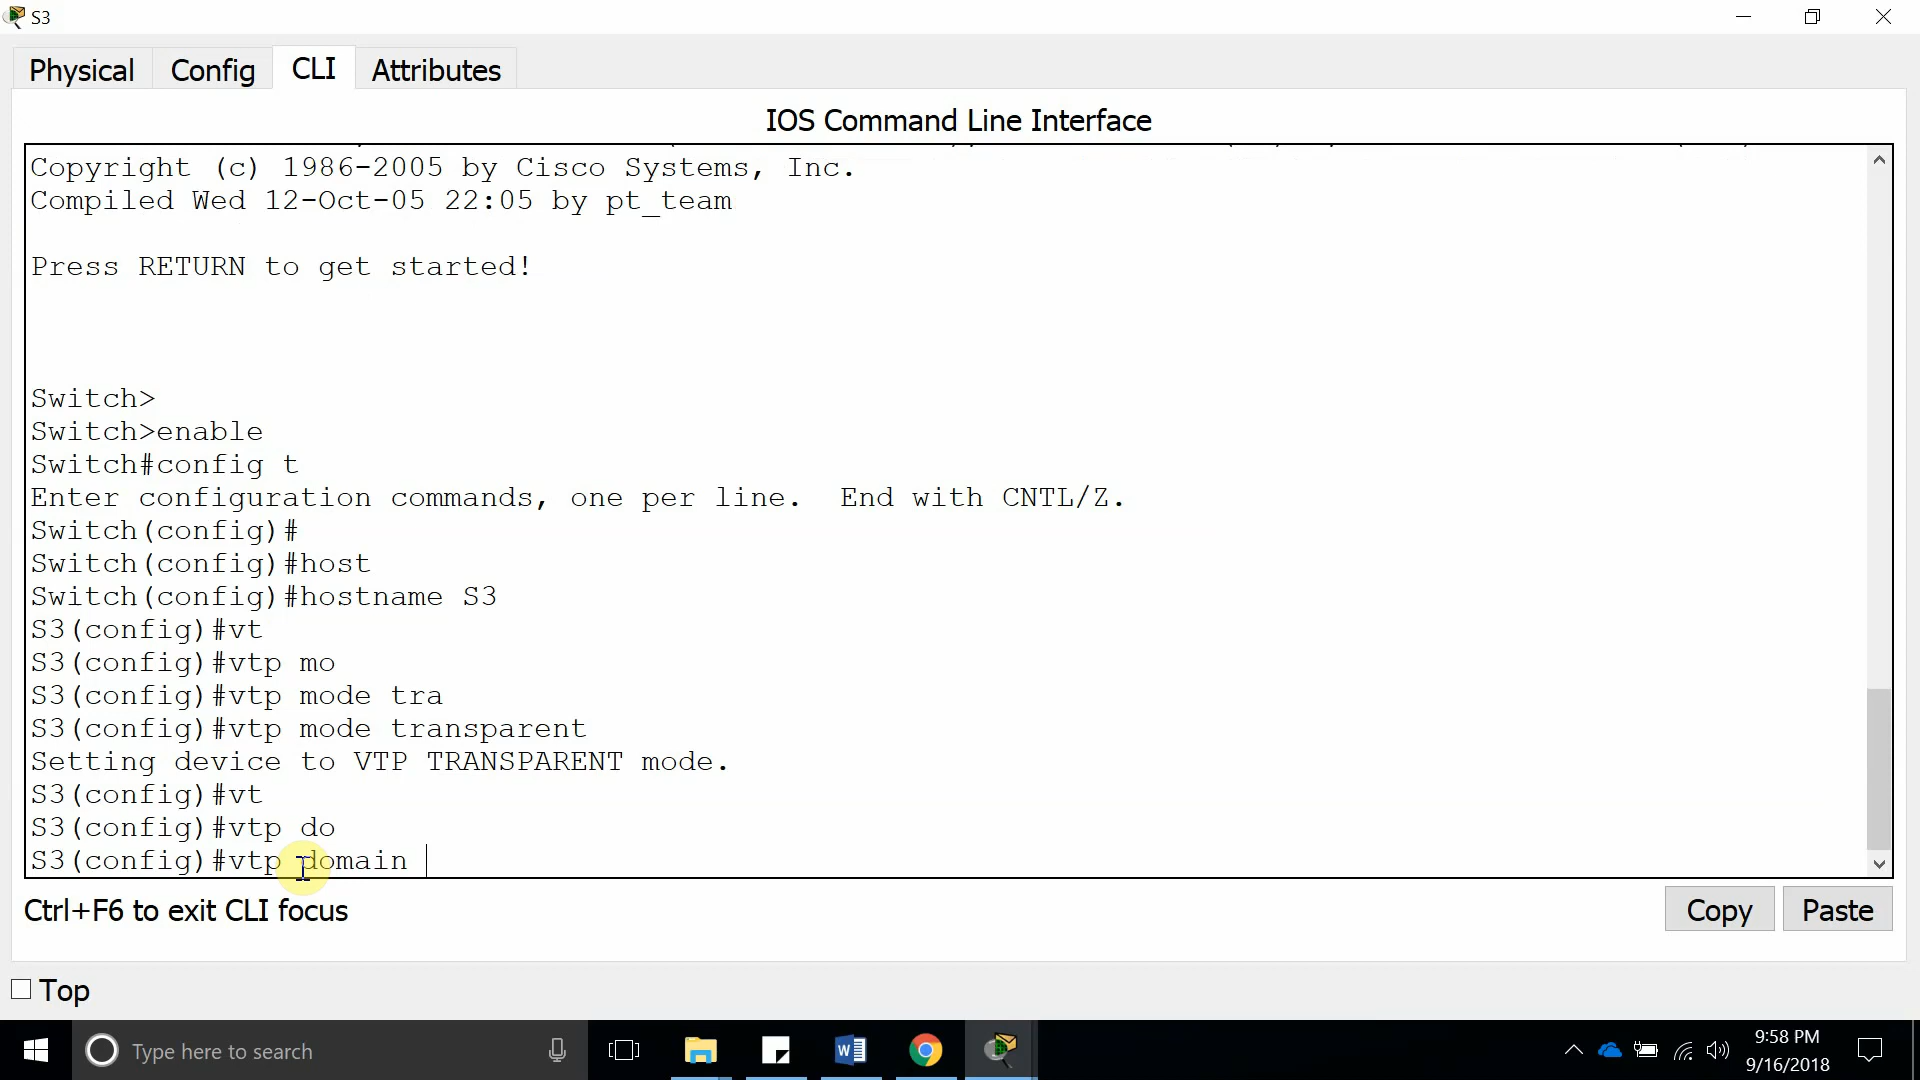 S3
Physical
Config
CLI
Attributes
IOS Command Line Interface
Copyright (c) 1986-2005 by Cisco Systems, Inc.
Compiled Wed 12-Oct-05 22:05 by pt_team
Press RETURN to get started!
Switch>
Switch>enable
Switch#config t
Enter configuration commands, one per line.  End with CNTL/Z.
Switch(config)#
Switch(config)#host
Switch(config)#hostname S3
S3(config)#vt
S3(config)#vtp mo
S3(config)#vtp mode tra
S3(config)#vtp mode transparent
Setting device to VTP TRANSPARENT mode.
S3(config)#vt
S3(config)#vtp do
S3(config)#vtp domain
Ctrl+F6 to exit CLI focus
Copy
Paste
Top
Type here to search
9:58 PM
9/16/2018